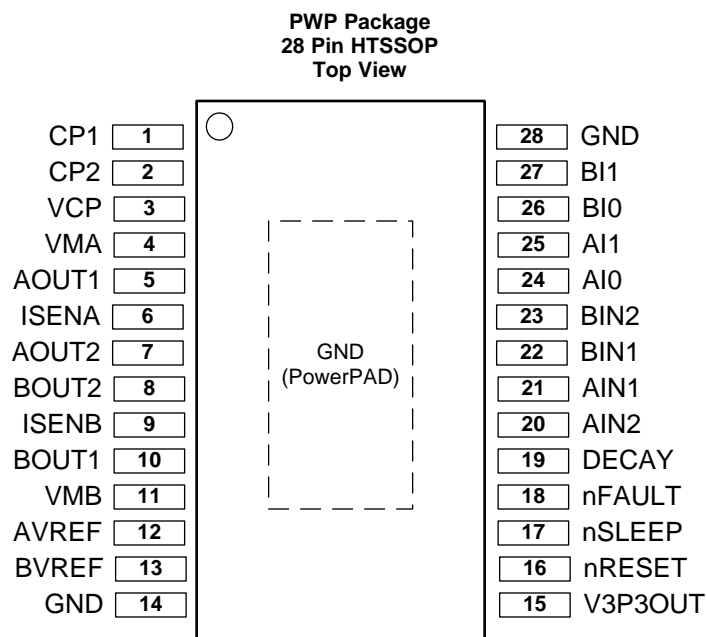 PWP Package
28 Pin HTSSOP
Top View
CP1 1 28 GND
CP2 2 27 BI1
VCP 3 26 BI0
VMA 4 25 AI1
AOUT1 5 24 AI0
ISENA 6 23 BIN2
AOUT2 7 22 BIN1
BOUT2 8 21 AIN1
ISENB 9 20 AIN2
BOUT1 10 19 DECAY
VMB 11 18 nFAULT
AVREF 12 17 nSLEEP
BVREF 13 16 nRESET
GND 14 15 V3P3OUT
GND
(PowerPAD)